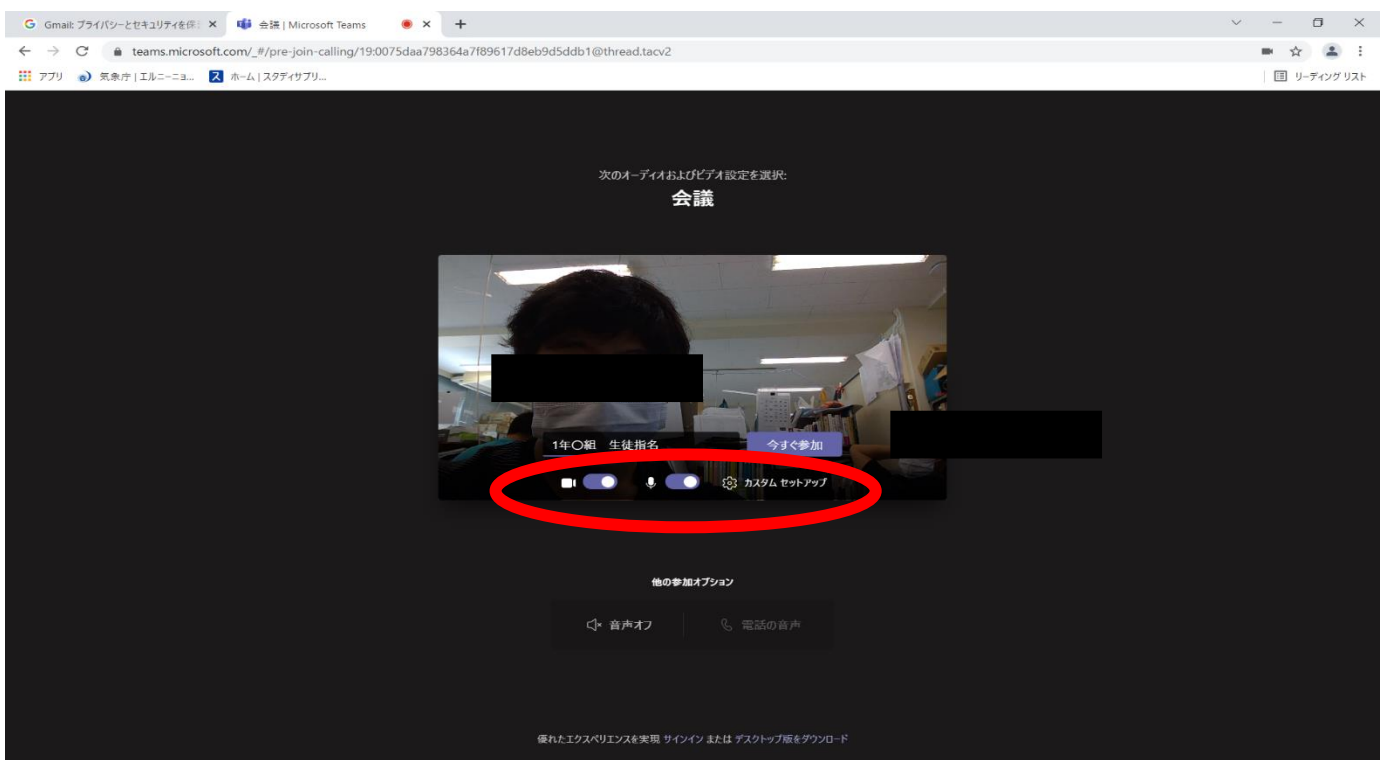 Gmail: プライバシーとセキュリティを保
会議 | Microsoft Teams
teams.microsoft.com/_#/pre-join-calling/19:0075daa798364a7f89617d8eb9d5ddb1@thread.tacv2
アプリ
気象庁 | エルニーニョ...
ホーム | スタディサプリ...
リーディング リスト
次のオーディオおよびビデオ設定を選択:
会議
1年〇組 生徒指名
今すぐ参加
カスタム セットアップ
他の参加オプション
音声オフ
電話の音声
優れたエクスペリエンスを実現 サインイン または デスクトップ版をダウンロード